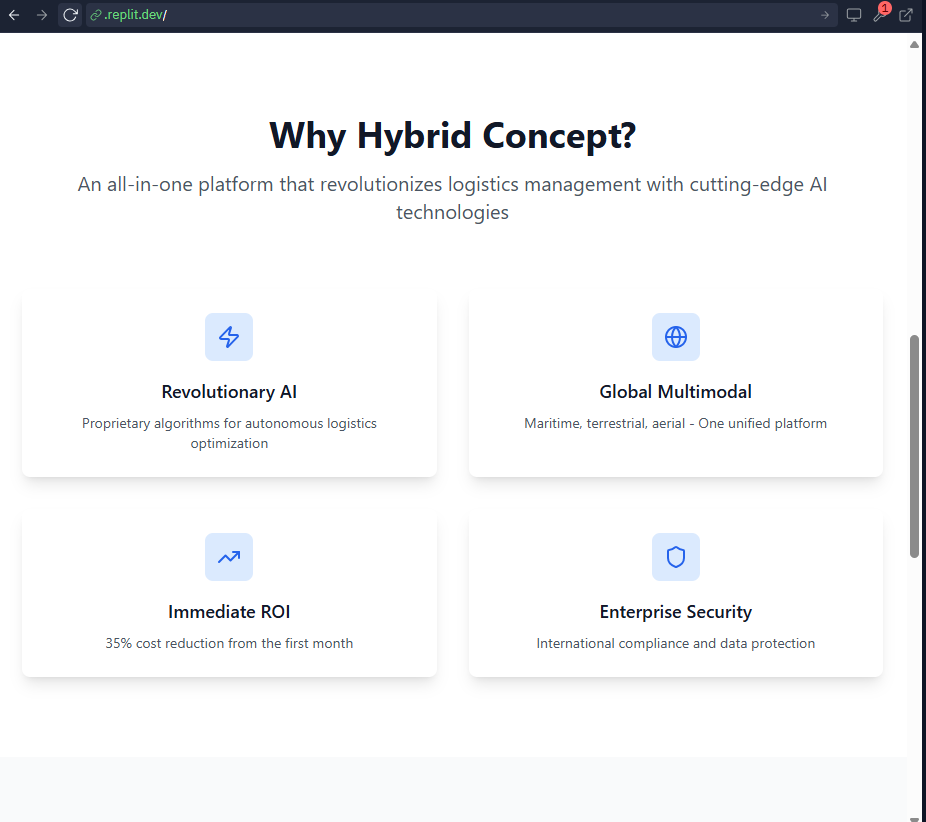 .replit.dev/
1
Why Hybrid Concept?
An all-in-one platform that revolutionizes logistics management with cutting-edge AI
technologies
Revolutionary AI
Proprietary algorithms for autonomous logistics
optimization
Global Multimodal
Maritime, terrestrial, aerial - One unified platform
Immediate ROI
35% cost reduction from the first month
Enterprise Security
International compliance and data protection